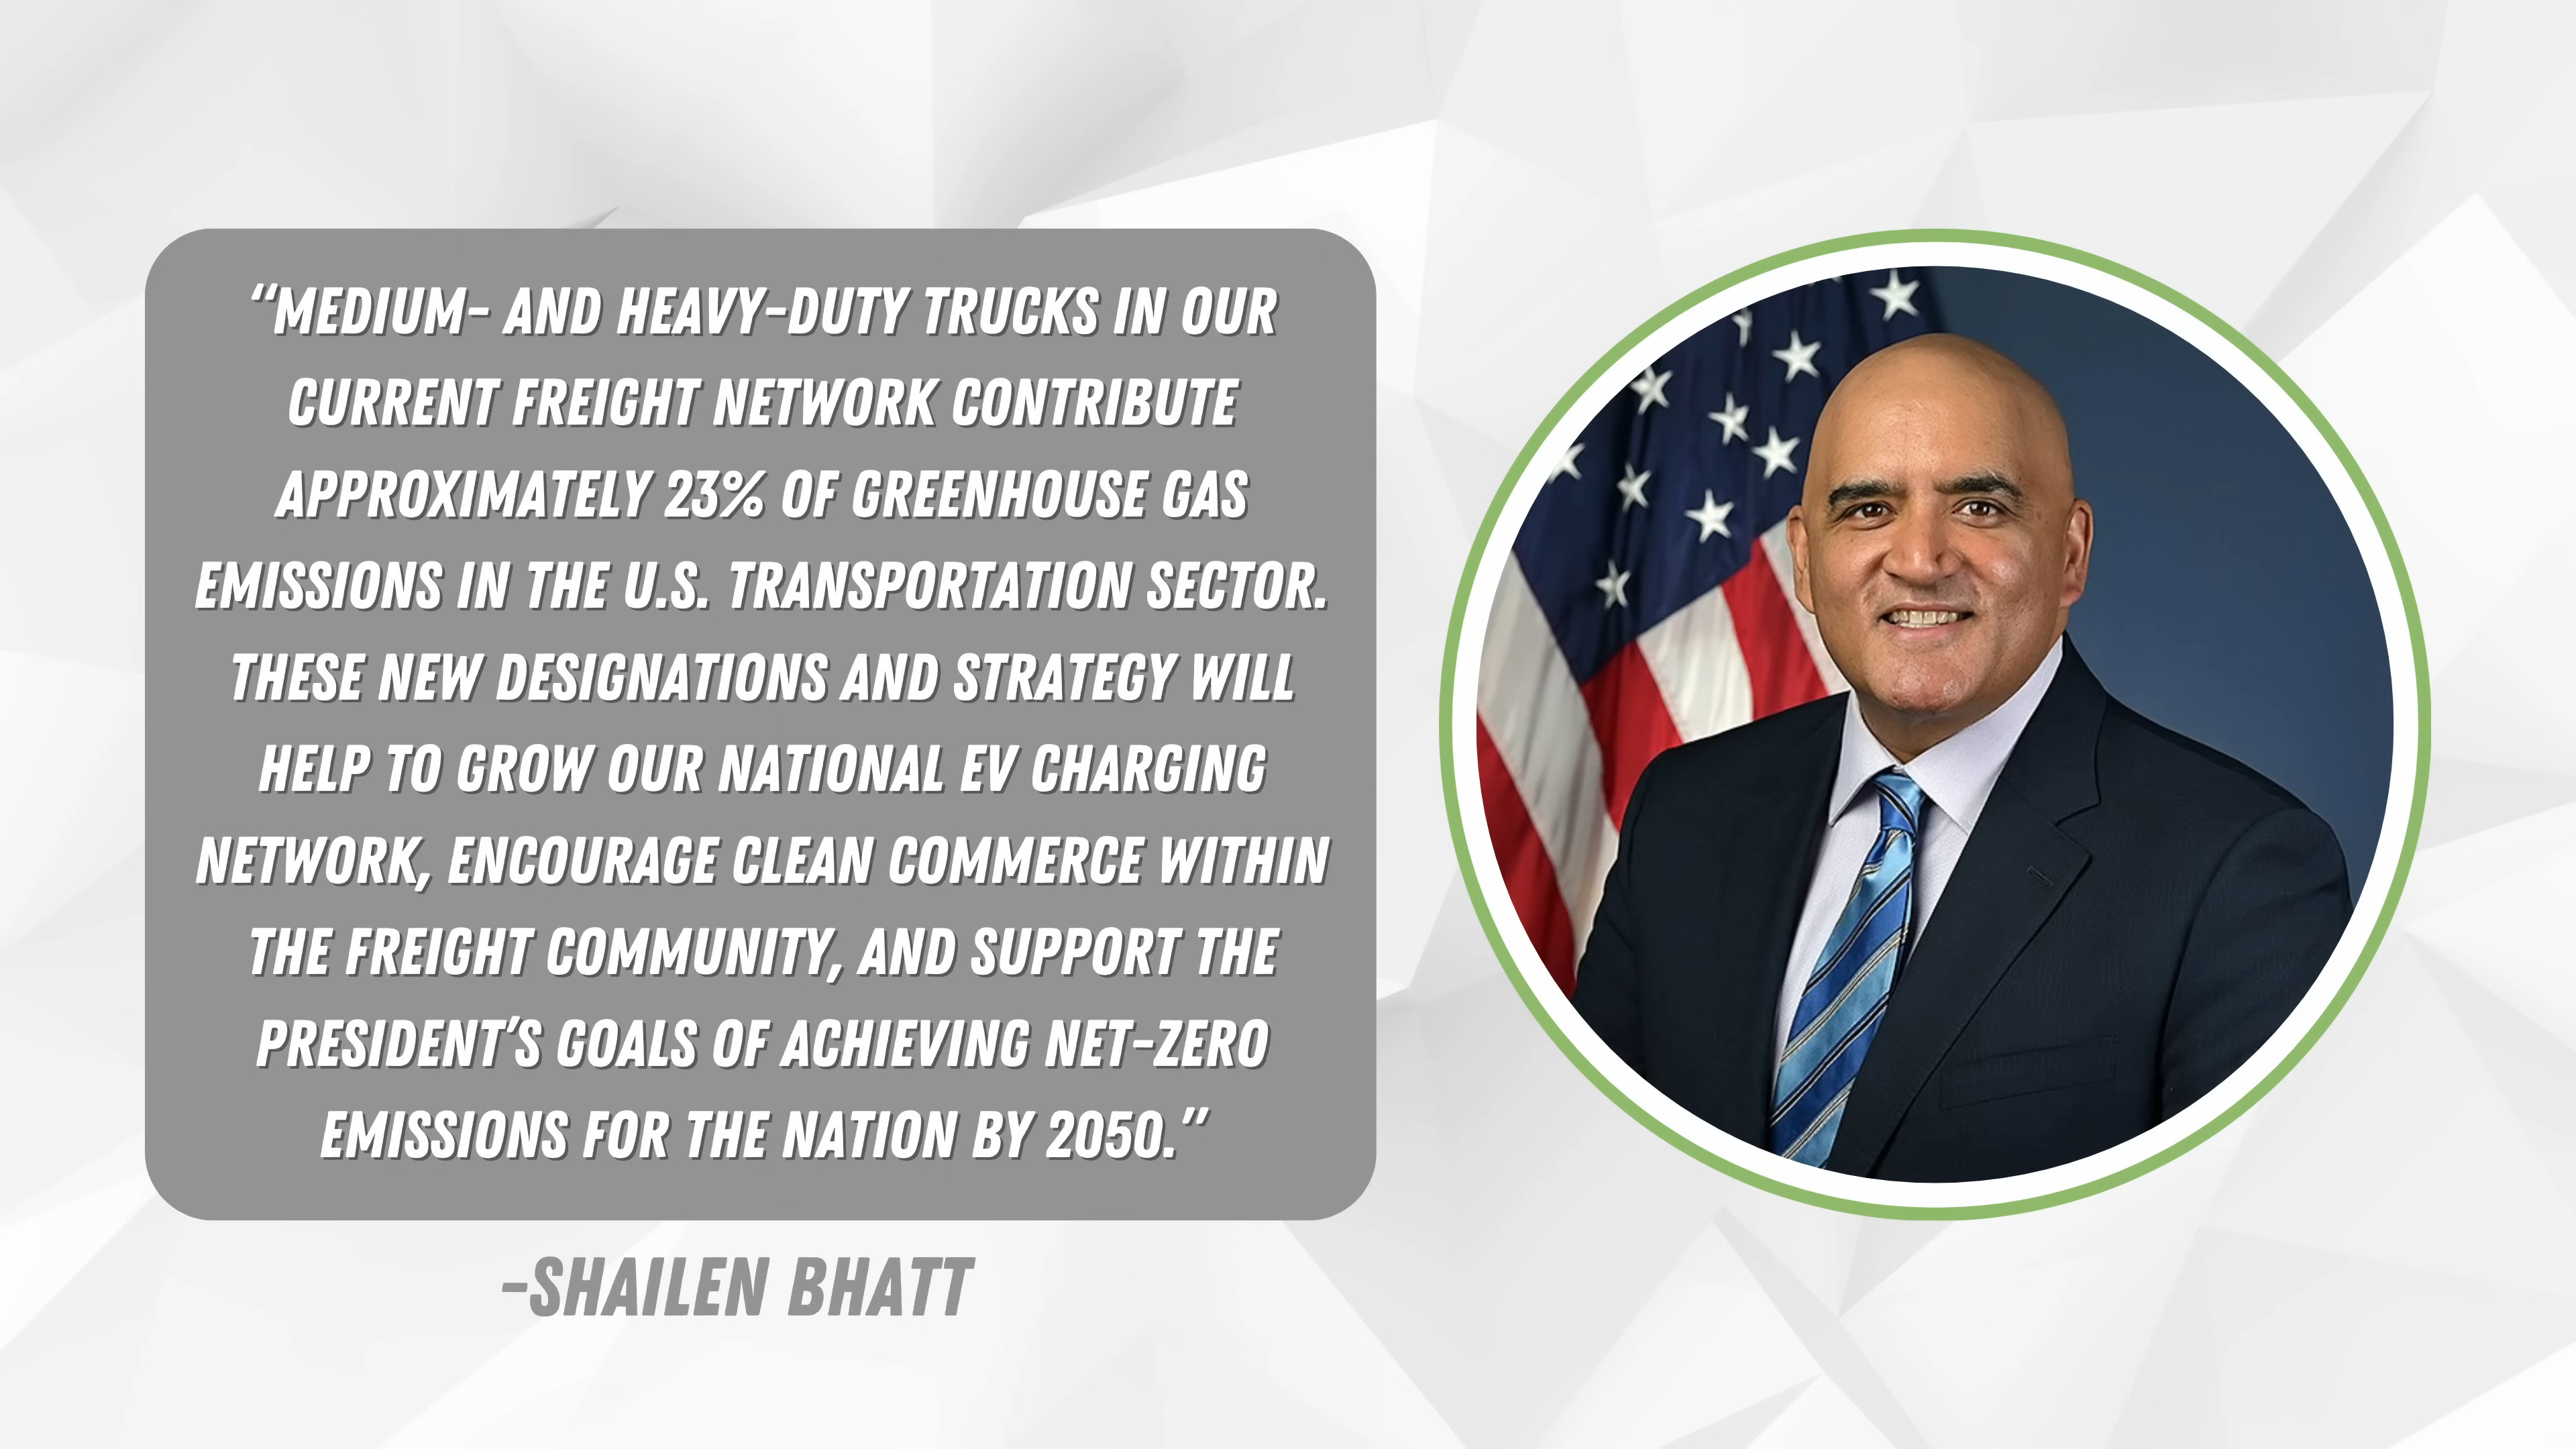 “MEDIUM- AND HEAVY-DUTY TRUCKS IN OUR
CURRENT FREIGHT NETWORK CONTRIBUTE
APPROXIMATELY 23% OF GREENHOUSE GAS
EMISSIONS IN THE U.S. TRANSPORTATION SECTOR.
THESE NEW DESIGNATIONS AND STRATEGY WILL
HELP TO GROW OUR NATIONAL EV CHARGING
NETWORK, ENCOURAGE CLEAN COMMERCE WITHIN
THE FREIGHT COMMUNITY, AND SUPPORT THE
PRESIDENT’S GOALS OF ACHIEVING NET-ZERO
EMISSIONS FOR THE NATION BY 2050.”
-SHAILEN BHATT